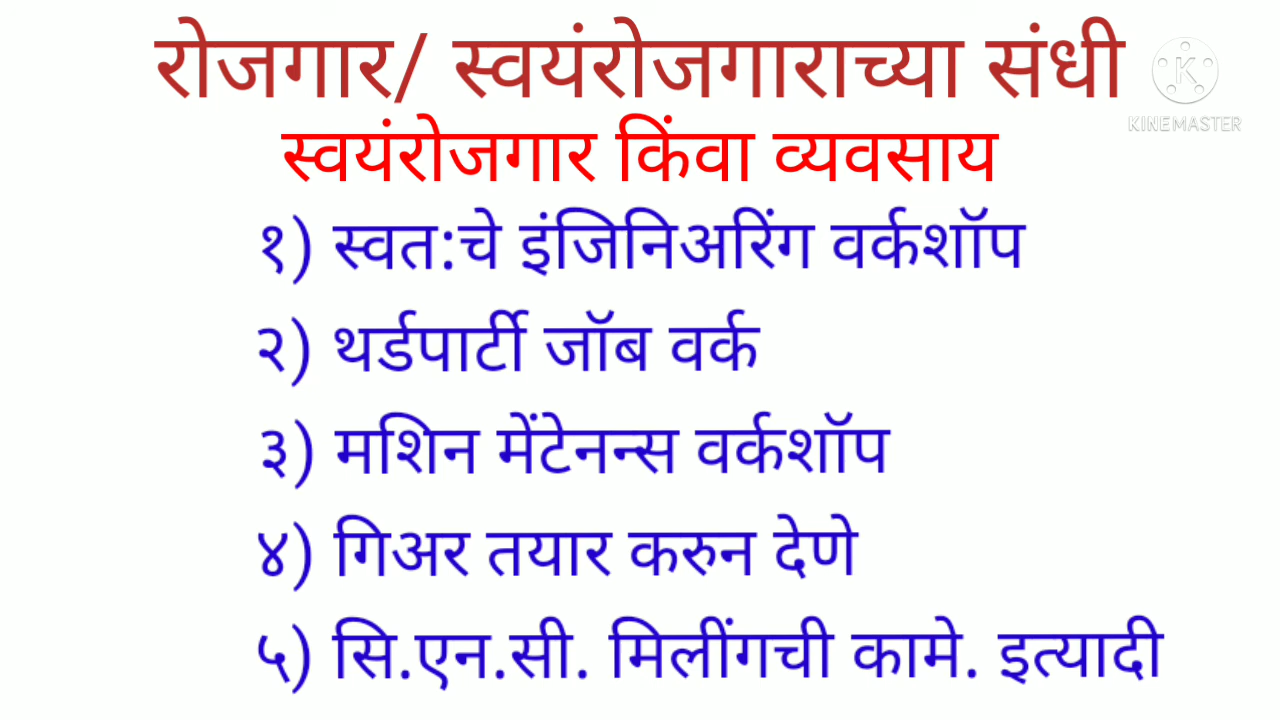 रोजगार/ स्वयंरोजगाराच्या संधी
KINEMASTER
स्वयंरोजगार किंवा व्यवसाय
१) स्वत:चे इंजिनिअरिंग वर्कशॉप
२) थर्डपार्टी जॉब वर्क
३) मशिन मेंटेनन्स वर्कशॉप
४) गिअर तयार करुन देणे
५) सि.एन.सी. मिलींगची कामे. इत्यादी